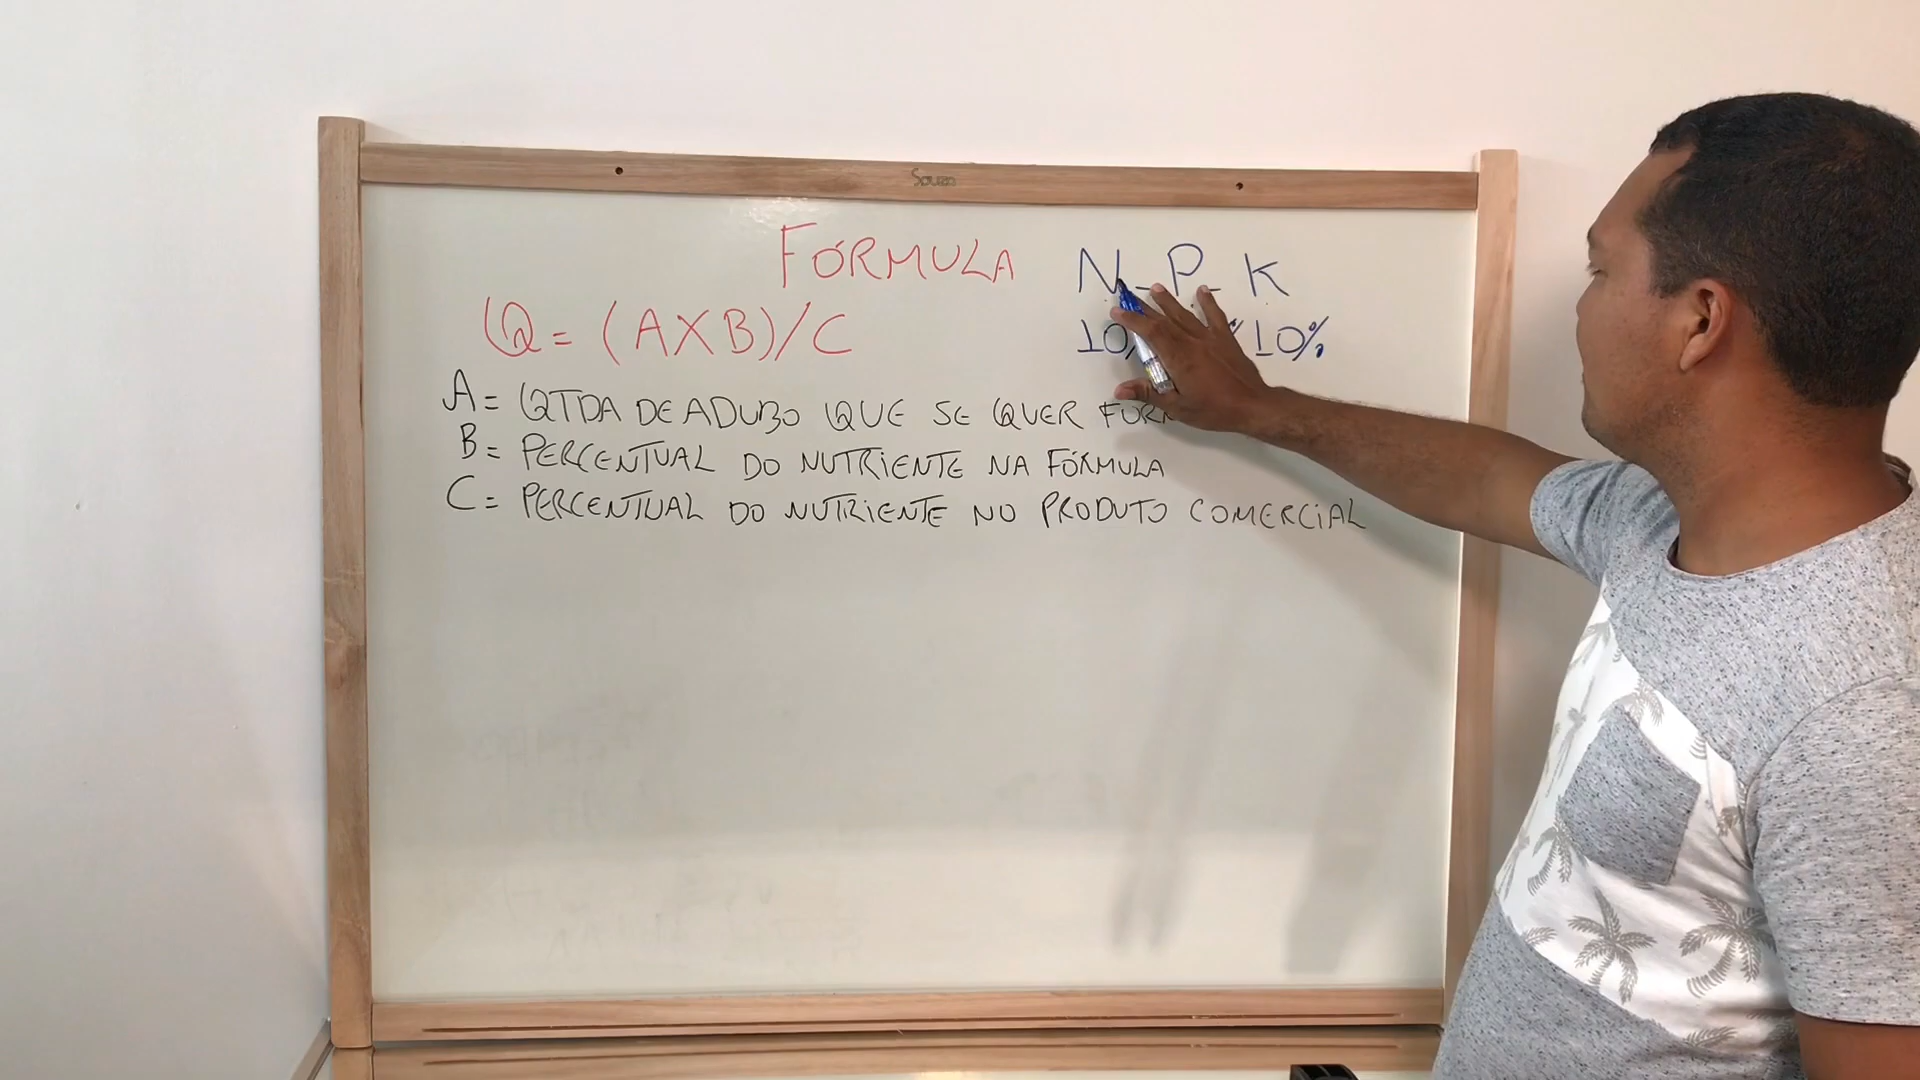 Souza
FÓRMULA
N - P - K
Q = (A X B) / C
10% 10%
A = QTDA DE ADUBO QUE SE QUER
B = PERCENTUAL DO NUTRIENTE NA FÓRMULA
C = PERCENTUAL DO NUTRIENTE NO PRODUTO COMERCIAL